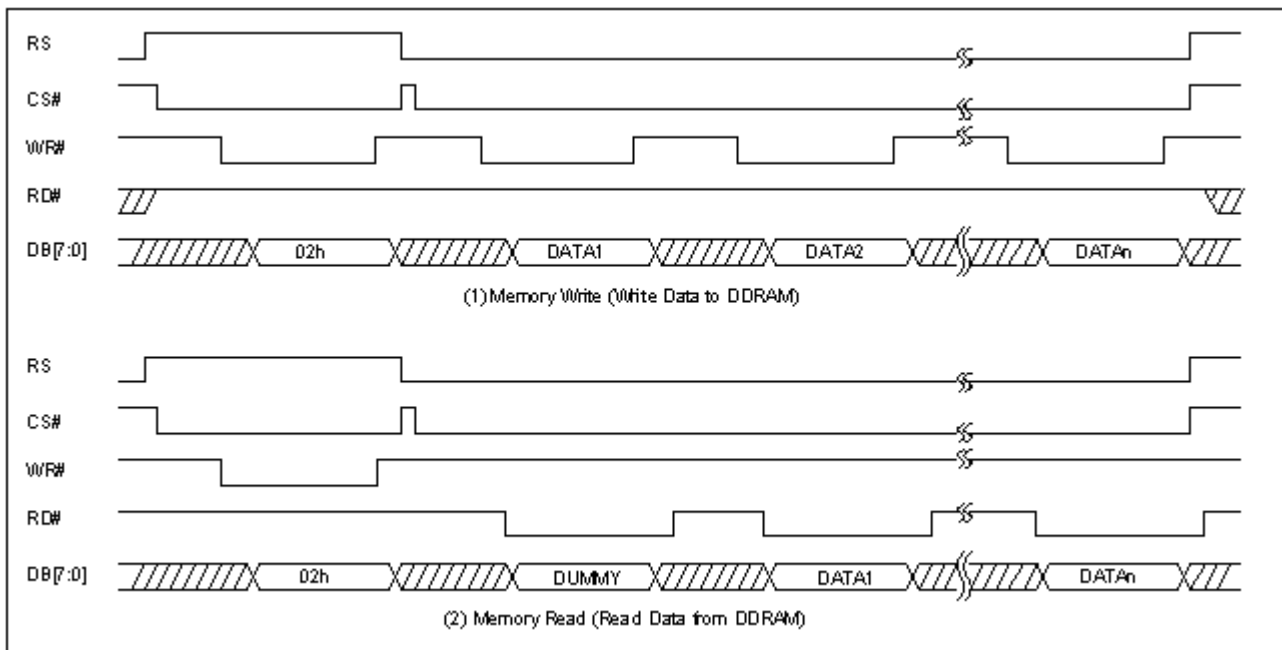 RS
CS#
WR#
RD#
DB[7:0] 02h DATA1 DATA2 DATAn
(1) Memory Write (Write Data to DDRAM)
RS
CS#
WR#
RD#
DB[7:0] 02h DUMMY DATA1 DATAn
(2) Memory Read (Read Data from DDRAM)